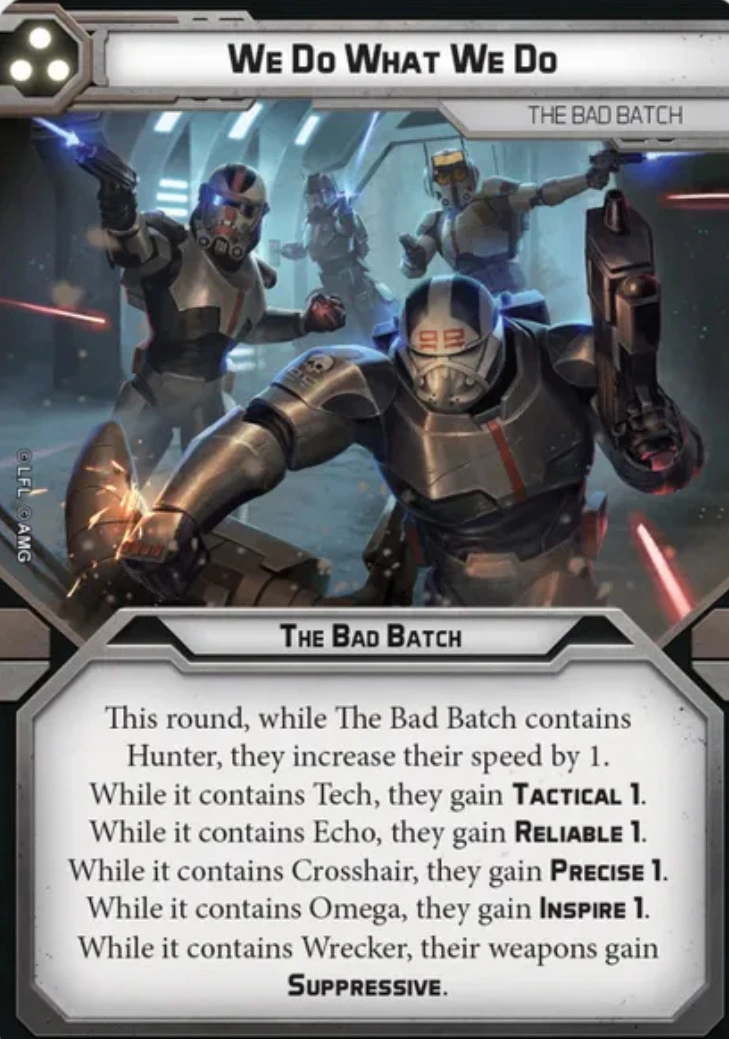 We Do What We Do
THE BAD BATCH
© LFL © AMG
The Bad Batch
This round, while The Bad Batch contains
Hunter, they increase their speed by 1.
While it contains Tech, they gain Tactical 1.
While it contains Echo, they gain Reliable 1.
While it contains Crosshair, they gain Precise 1.
While it contains Omega, they gain Inspire 1.
While it contains Wrecker, their weapons gain
Suppressive.